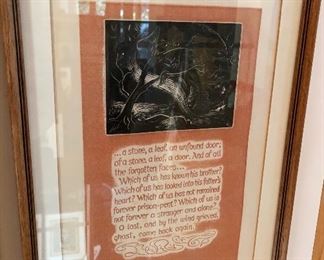 ...a stone, a leaf, an unfound door;
of a stone, a leaf, a door. And of all
the forgotten faces...
Which of us has known his brother?
Which of us has looked into his father's
heart? Which of us has not remained
forever prison-pent? Which of us is
not forever a stranger and alone?
O lost, and by the wind grieved,
ghost, come back again.